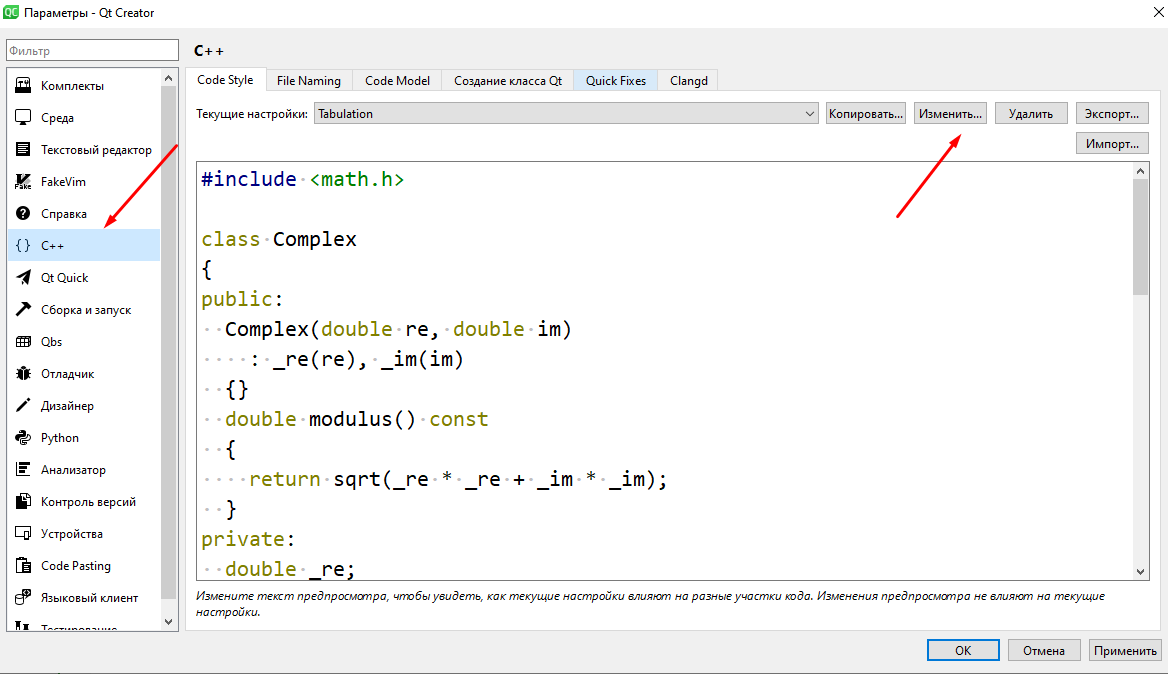 Параметры - Qt Creator
Фильтр
Комплекты
Среда
Текстовый редактор
FakeVim
Справка
C++
Qt Quick
Сборка и запуск
Qbs
Отладчик
Дизайнер
Python
Анализатор
Контроль версий
Устройства
Code Pasting
Языковый клиент
Тестирование
C++
Code Style File Naming Code Model Создание класса Qt Quick Fixes Clangd
Текущие настройки: Tabulation Копировать... Изменить... Удалить Экспорт...
Импорт...
#include <math.h>
class Complex
{
public:
  Complex(double re, double im)
    : _re(re), _im(im)
  {}
  double modulus() const
  {
    return sqrt(_re * _re + _im * _im);
  }
private:
  double _re;
Измените текст предпросмотра, чтобы увидеть, как текущие настройки влияют на разные участки кода. Изменения предпросмотра не влияют на текущие
настройки.
OK Отмена Применить